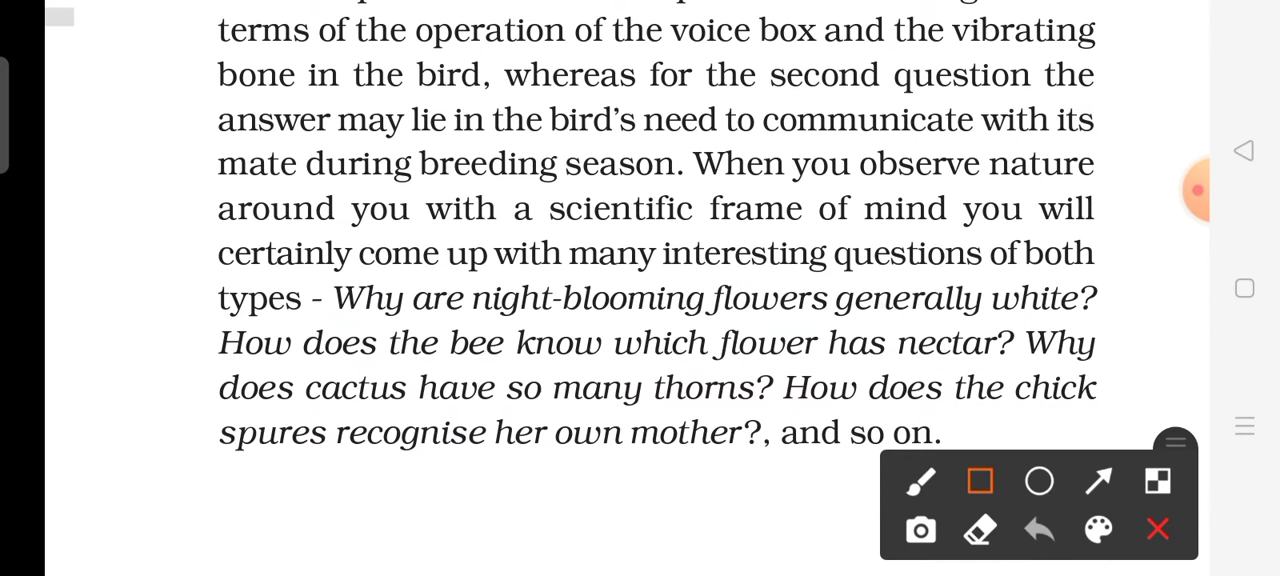 terms of the operation of the voice box and the vibrating
bone in the bird, whereas for the second question the
answer may lie in the bird's need to communicate with its
mate during breeding season. When you observe nature
around you with a scientific frame of mind you will
certainly come up with many interesting questions of both
types - Why are night-blooming flowers generally white?
How does the bee know which flower has nectar? Why
does cactus have so many thorns? How does the chick
spures recognise her own mother?, and so on.